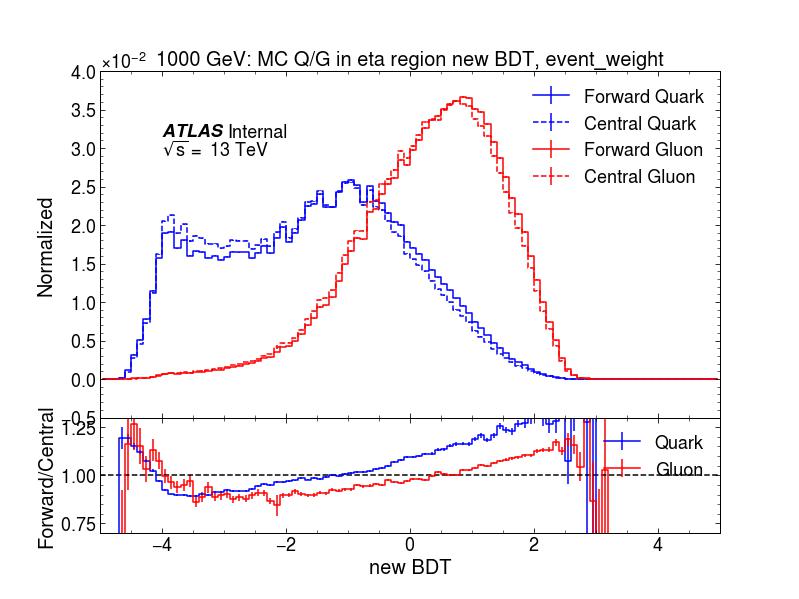 ×10⁻² 1000 GeV: MC Q/G in eta region new BDT, event_weight
4.0
3.5
3.0
2.5
2.0
1.5
1.0
0.5
0.0
0.5
Normalized
ATLAS Internal
√s = 13 TeV
Forward Quark
Central Quark
Forward Gluon
Central Gluon
1.25
1.00
0.75
Forward/Central
Quark
Gluon
−4 −2 0 2 4
new BDT